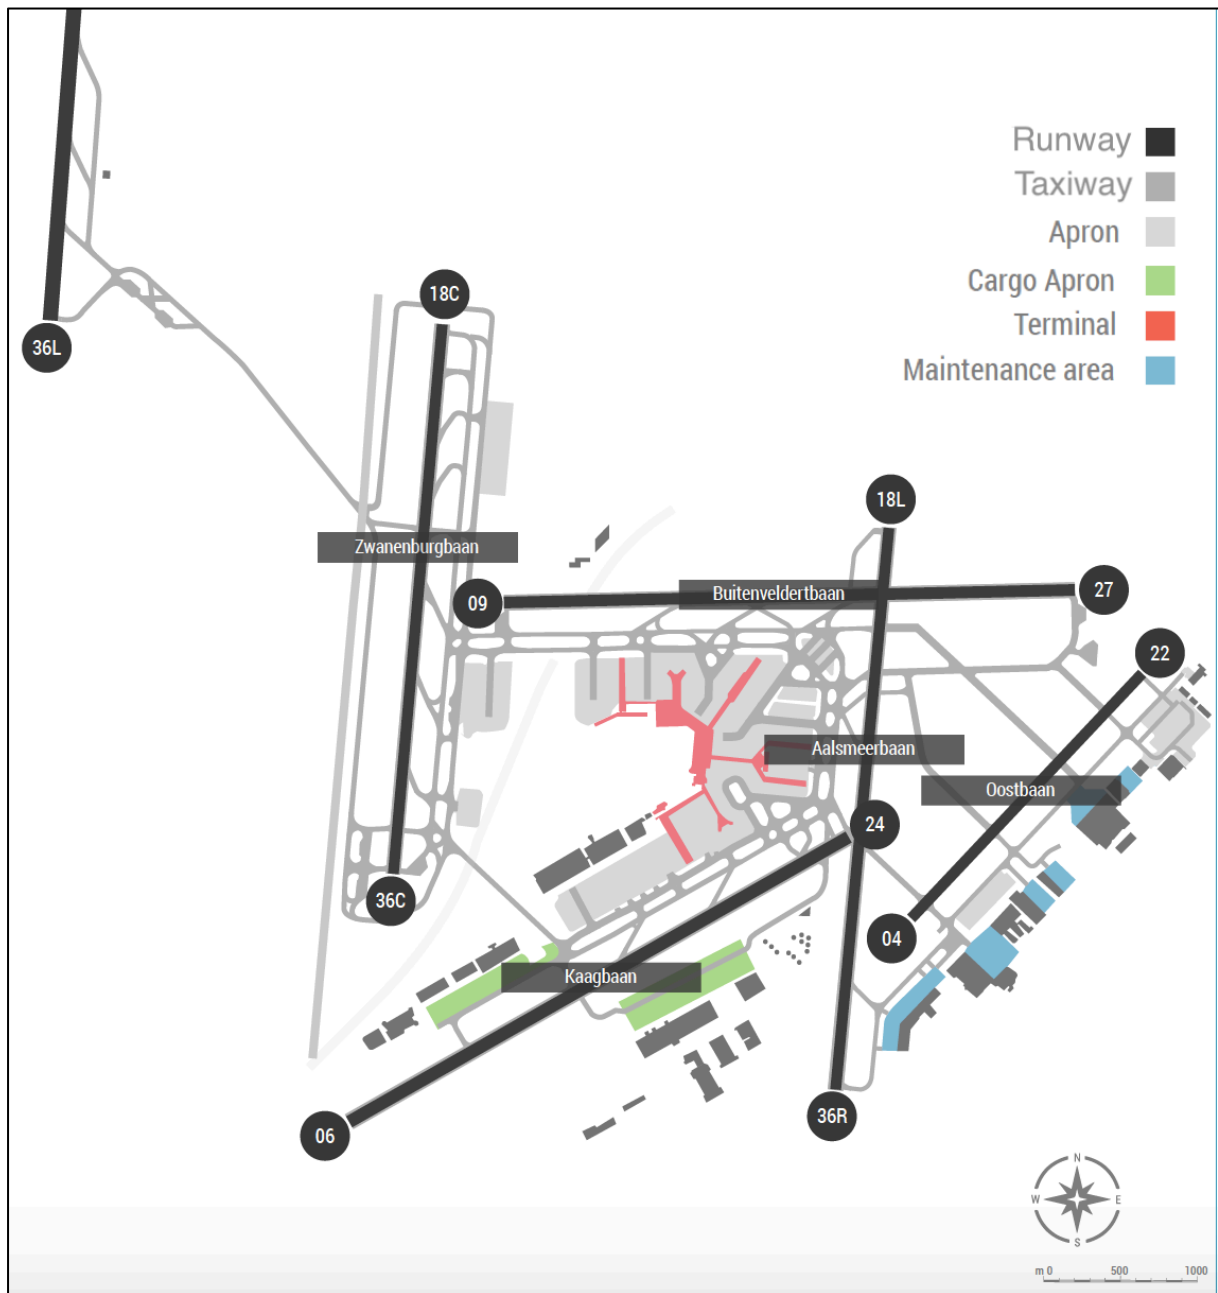 Runway
Taxiway
Apron
Cargo Apron
Terminal
Maintenance area
18C
36L
18L
Zwanenburgbaan
09
Buitenveldertbaan
27
22
Aalsmeerbaan
Oostbaan
24
36C
04
Kaagbaan
06
36R
N
W
E
S
m 0 500 1000